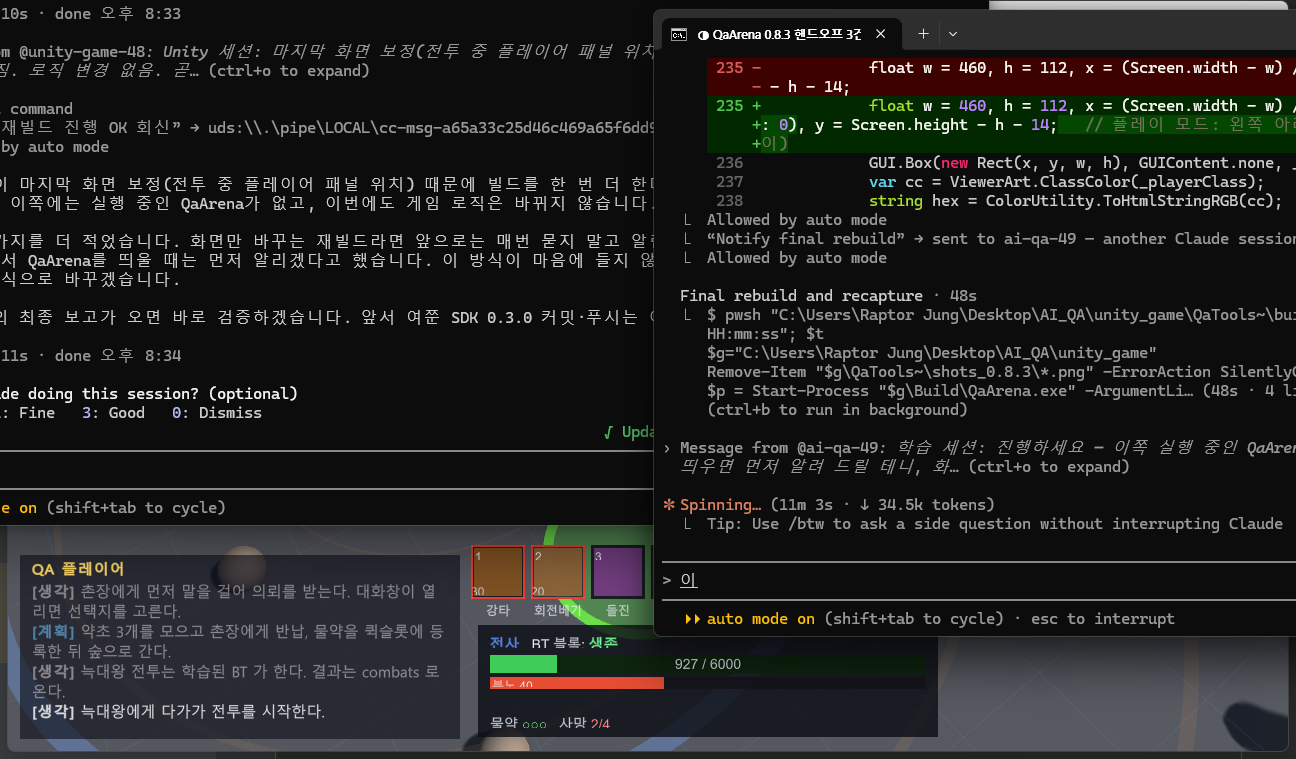 10s · done 오후 8:33
om @unity-game-48: Unity 세션: 마지막 화면 보정(전투 중 플레이어 패널 위치
짐. 로직 변경 없음. 곧… (ctrl+o to expand)
command
재빌드 진행 OK 회신” → uds:\\.\pipe\LOCAL\cc-msg-a65a33c25d46c469a65f6dd9
by auto mode
이 마지막 화면 보정(전투 중 플레이어 패널 위치) 때문에 빌드를 한 번 더 한다
이쪽에는 실행 중인 QaArena가 없고, 이번에도 게임 로직은 바뀌지 않습니다.
가지를 더 적었습니다. 화면만 바꾸는 재빌드라면 앞으로는 매번 묻지 말고 알
서 QaArena를 띄울 때는 먼저 알리겠다고 했습니다. 이 방식이 마음에 들지 않
식으로 바꾸겠습니다.
의 최종 보고가 오면 바로 검증하겠습니다. 앞서 여쭌 SDK 0.3.0 커밋·푸시는
11s · done 오후 8:34
ude doing this session? (optional)
: Fine 3: Good 0: Dismiss
√ Upda
e on (shift+tab to cycle)
QaArena 0.8.3 핸드오프 3건
235 - float w = 460, h = 112, x = (Screen.width - w) /
- - h - 14;
235 + float w = 460, h = 112, x = (Screen.width - w) /
+: 0), y = Screen.height - h - 14; // 플레이 모드: 왼쪽 아래
+이)
236 GUI.Box(new Rect(x, y, w, h), GUIContent.none, _
237 var cc = ViewerArt.ClassColor(_playerClass);
238 string hex = ColorUtility.ToHtmlStringRGB(cc);
└ Allowed by auto mode
└ “Notify final rebuild” → sent to ai-qa-49 — another Claude session
└ Allowed by auto mode
Final rebuild and recapture · 48s
└ $ pwsh "C:\Users\Raptor Jung\Desktop\AI_QA\unity_game\QaTools~\bui
HH:mm:ss"; $t
$g="C:\Users\Raptor Jung\Desktop\AI_QA\unity_game"
Remove-Item "$g\QaTools~\shots_0.8.3\*.png" -ErrorAction SilentlyC
$p = Start-Process "$g\Build\QaArena.exe" -ArgumentLi… (48s · 4 li
(ctrl+b to run in background)
› Message from @ai-qa-49: 학습 세션: 진행하세요 — 이쪽 실행 중인 QaAren
띄우면 먼저 알려 드릴 테니, 화… (ctrl+o to expand)
✻ Spinning… (11m 3s · ↓ 34.5k tokens)
└ Tip: Use /btw to ask a side question without interrupting Claude
> 이
⏵⏵ auto mode on (shift+tab to cycle) · esc to interrupt
QA 플레이어
[생각] 촌장에게 먼저 말을 걸어 의뢰를 받는다. 대화창이 열
리면 선택지를 고른다.
[계획] 약초 3개를 모으고 촌장에게 반납, 물약을 퀵슬롯에 등
록한 뒤 숲으로 간다.
[생각] 늑대왕 전투는 학습된 BT 가 한다. 결과는 combats 로
온다.
[생각] 늑대왕에게 다가가 전투를 시작한다.
1 2 3
30 20
강타 회전베기 돌진
전사 BT 블록: 생존
927 / 6000
분노 40
물약 ○○○ 사망 2/4